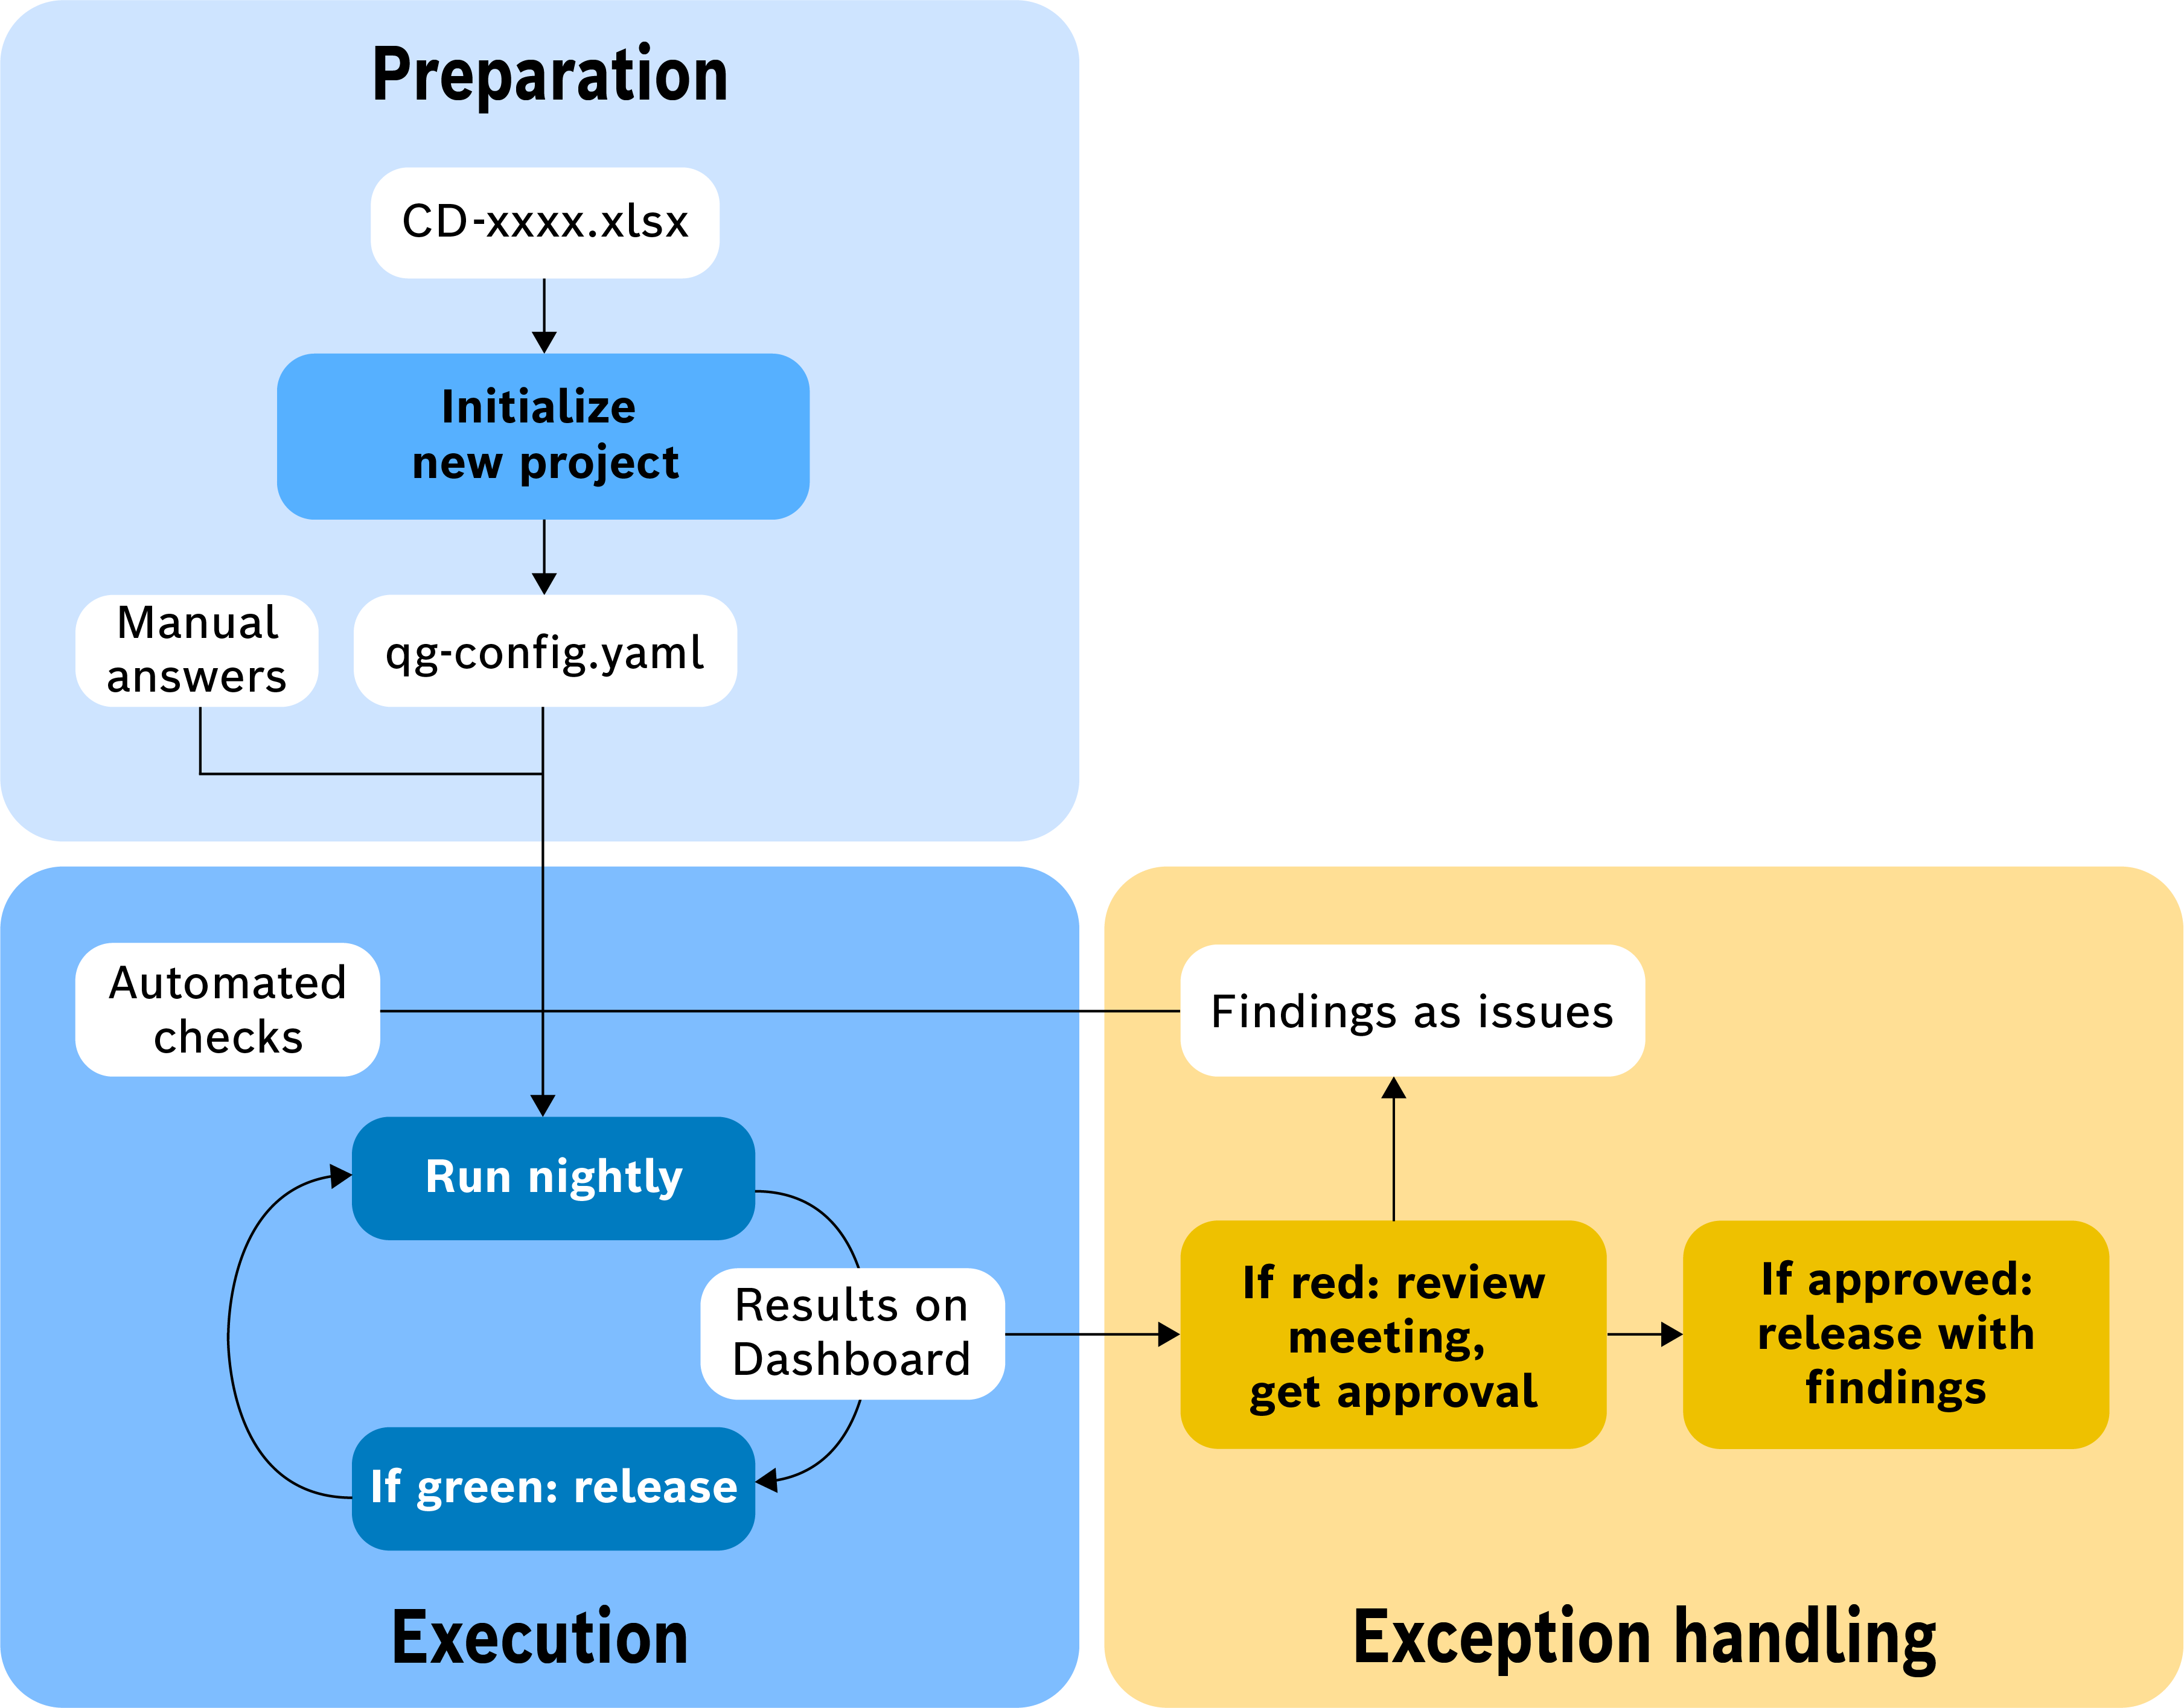 Preparation
CD-xxxx.xlsx
Initialize
new project
Manual
answers
qg-config.yaml
Automated
checks
Findings as issues
Run nightly
Results on
Dashboard
If red: review
meeting,
get approval
If approved:
release with
findings
If green: release
Execution
Exception handling